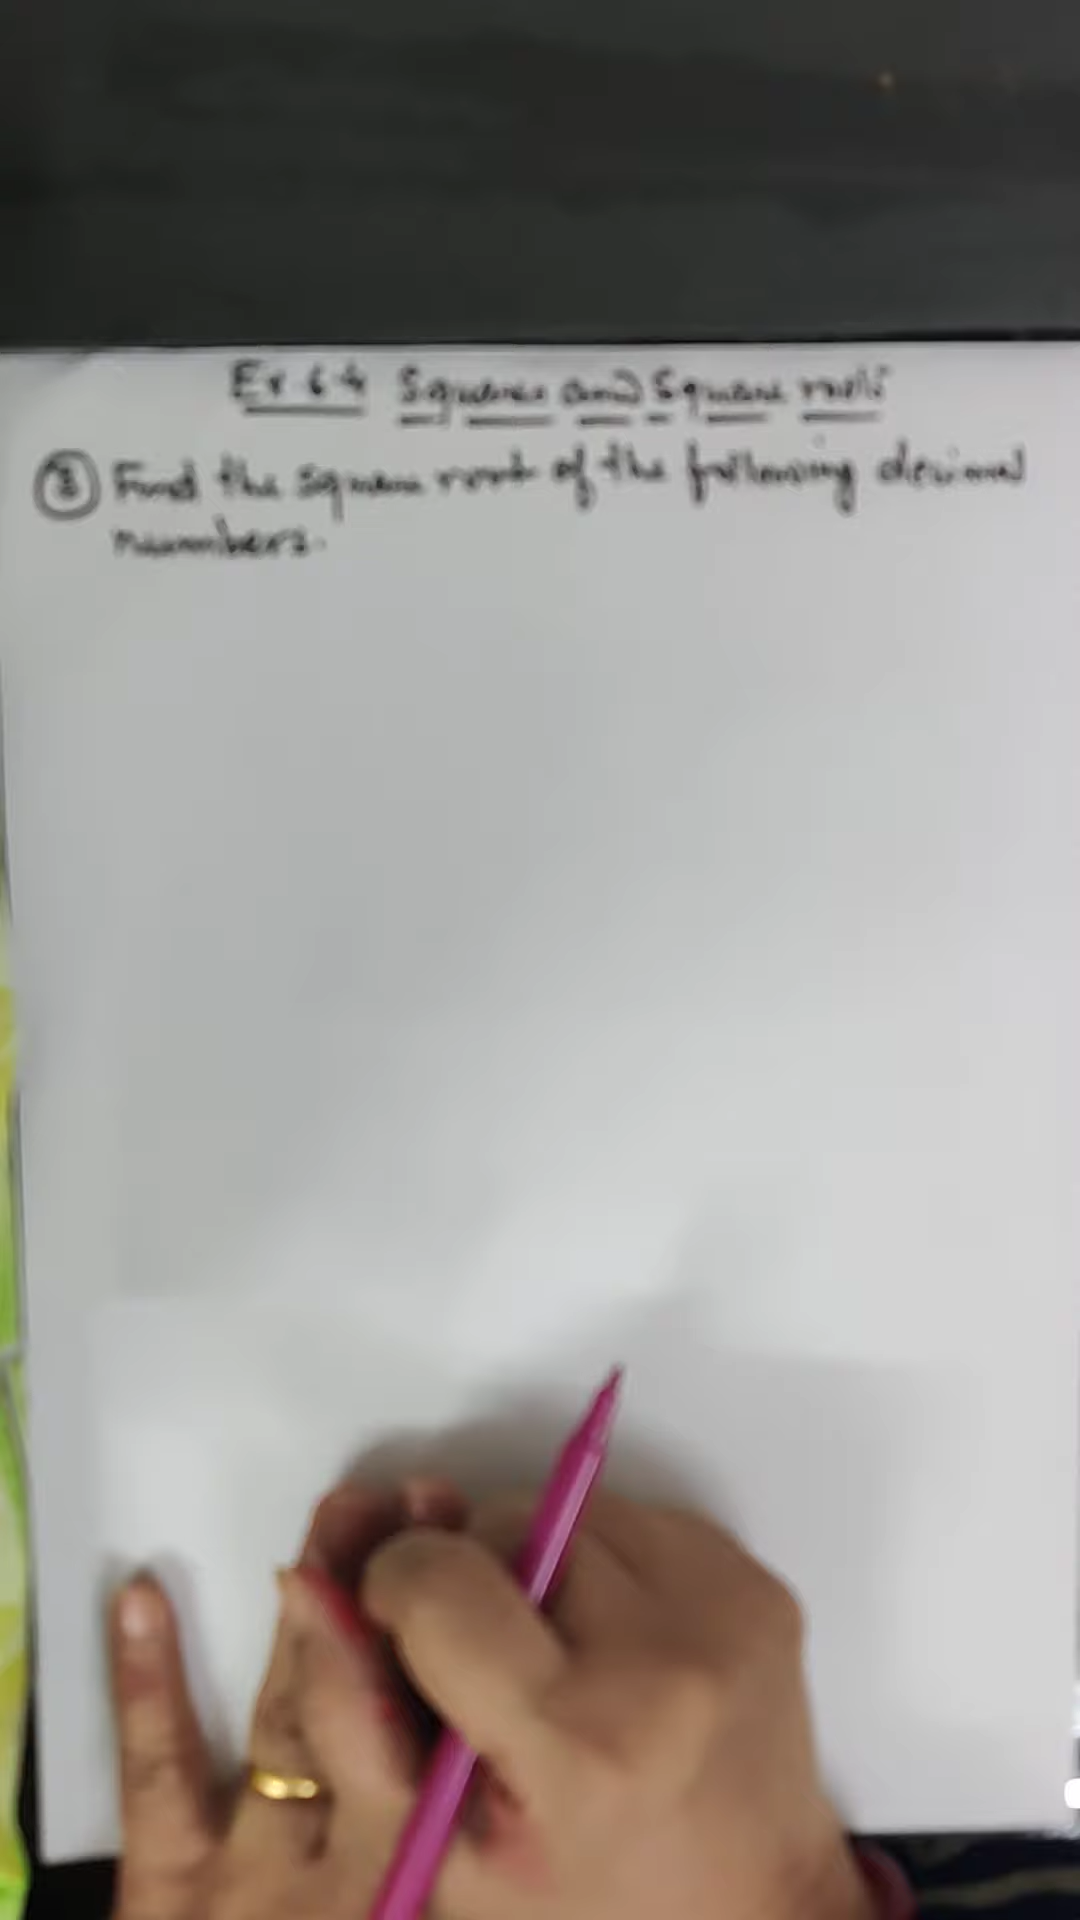 Ex 6.4 Squares and Square roots
③ Find the square root of the following decimal
numbers.